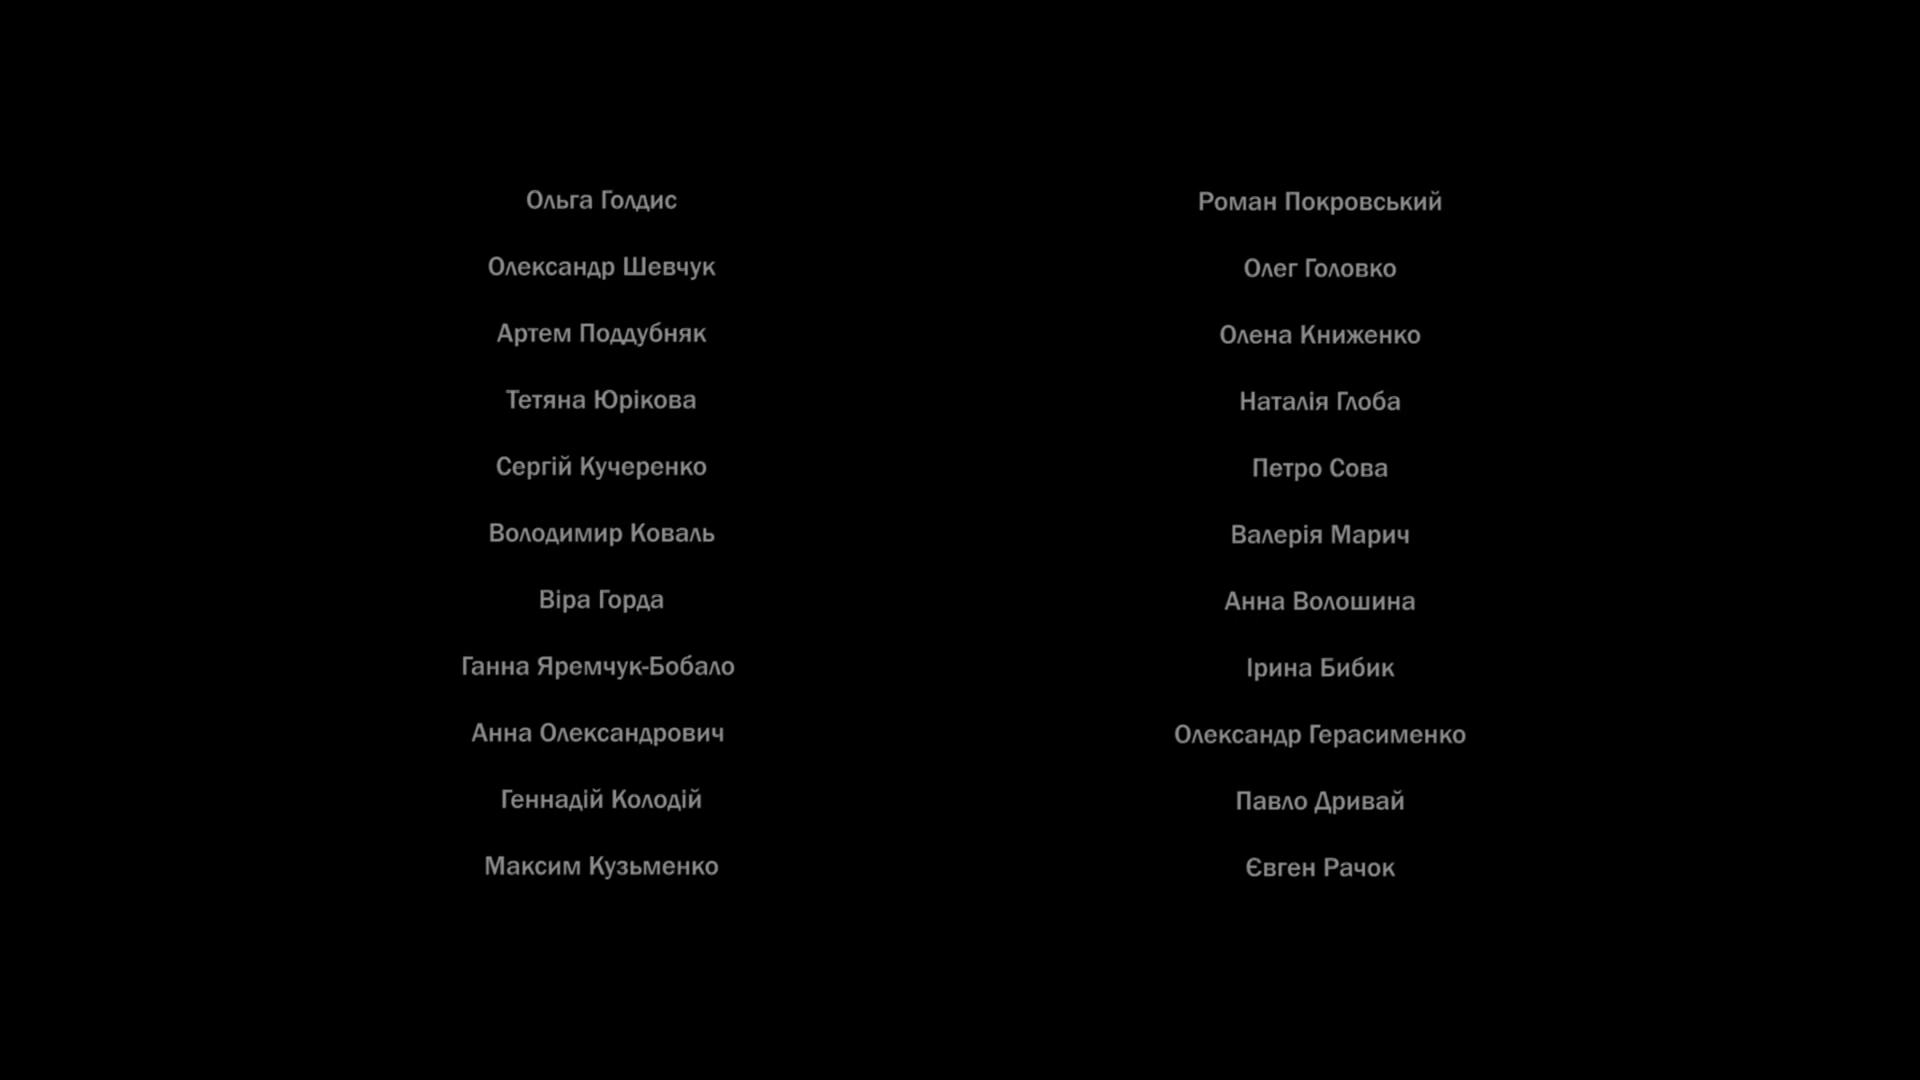 Ольга Голдис
Олександр Шевчук
Артем Поддубняк
Тетяна Юрікова
Сергій Кучеренко
Володимир Коваль
Віра Горда
Ганна Яремчук-Бобало
Анна Олександрович
Геннадій Колодій
Максим Кузьменко
Роман Покровський
Олег Головко
Олена Книженко
Наталія Глоба
Петро Сова
Валерія Марич
Анна Волошина
Ірина Бибик
Олександр Герасименко
Павло Дривай
Євген Рачок